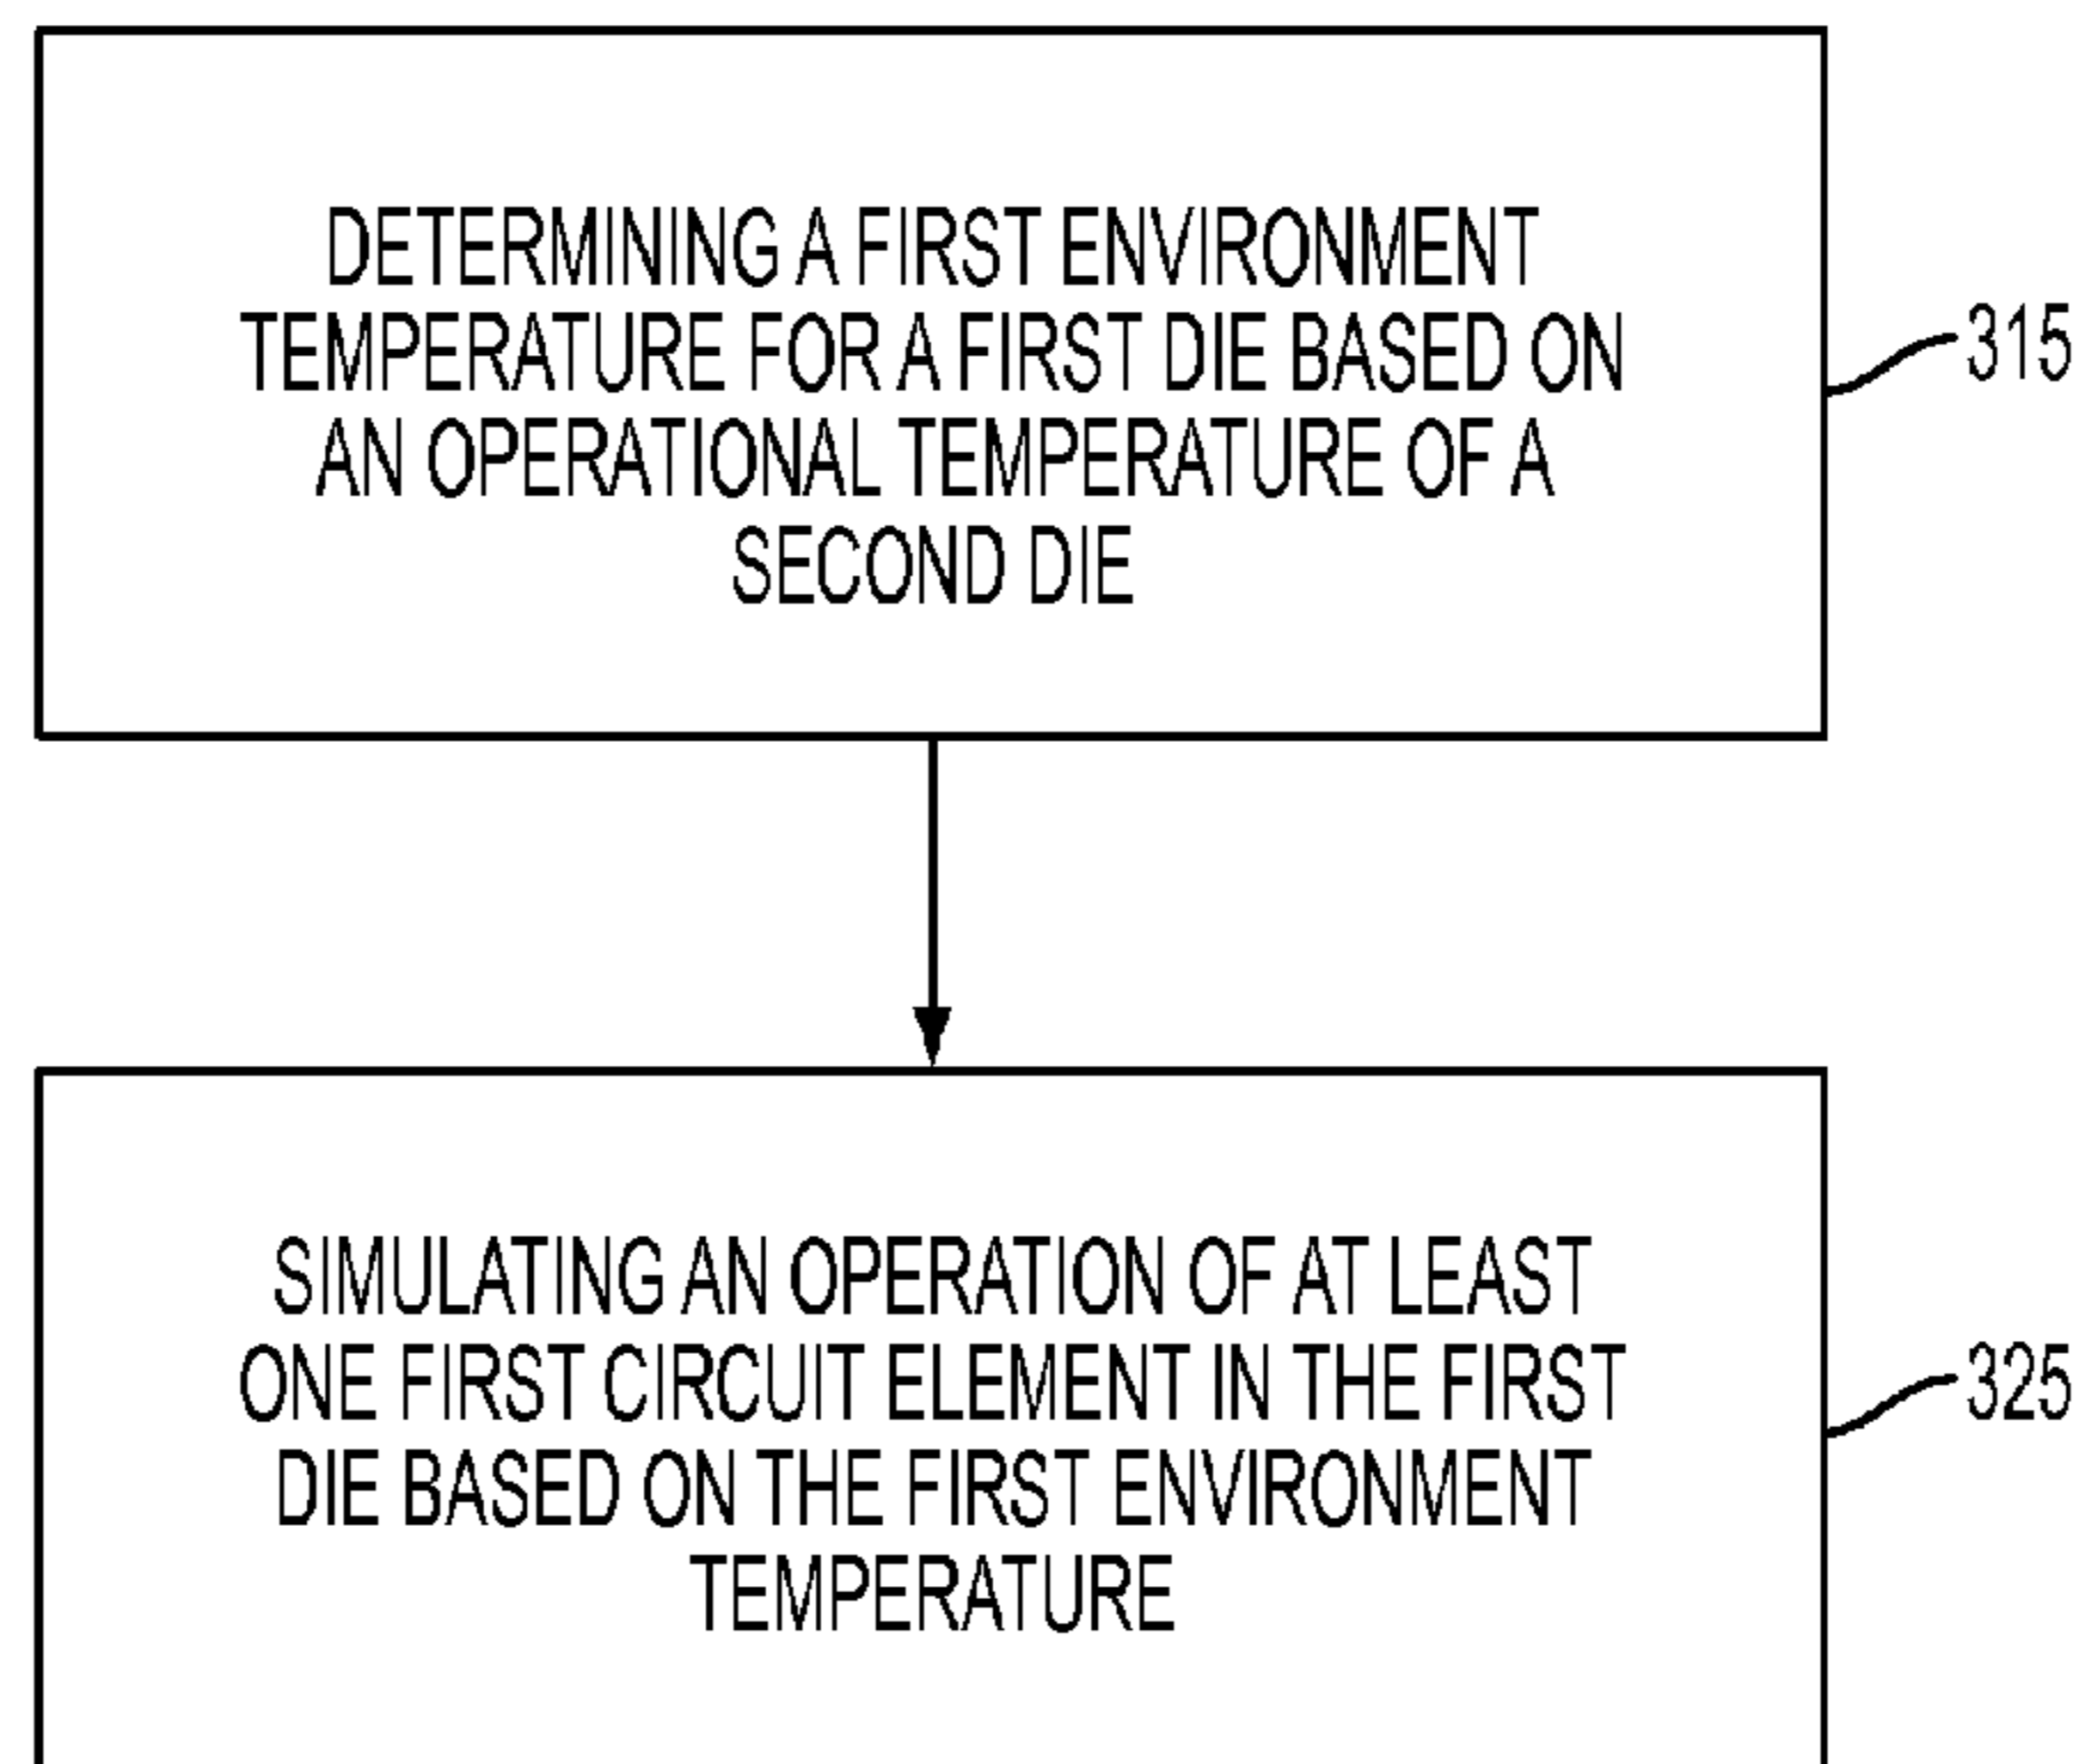 DETERMINING A FIRST ENVIRONMENT
TEMPERATURE FOR A FIRST DIE BASED ON
AN OPERATIONAL TEMPERATURE OF A
SECOND DIE
315
SIMULATING AN OPERATION OF AT LEAST
ONE FIRST CIRCUIT ELEMENT IN THE FIRST
DIE BASED ON THE FIRST ENVIRONMENT
TEMPERATURE
325